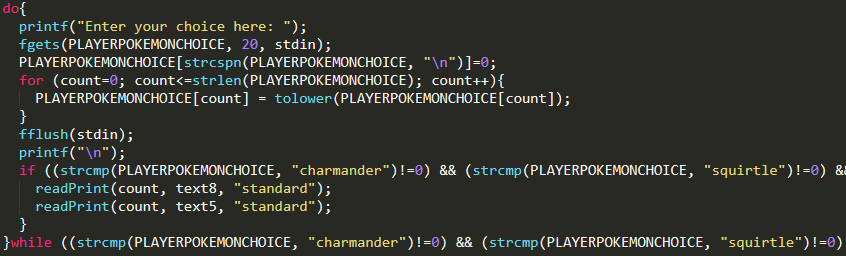 do{
printf("Enter your choice here: ");
fgets(PLAYERPOKEMONCHOICE, 20, stdin);
PLAYERPOKEMONCHOICE[strcspn(PLAYERPOKEMONCHOICE, "\n")]=0;
for (count=0; count<=strlen(PLAYERPOKEMONCHOICE); count++){
PLAYERPOKEMONCHOICE[count] = tolower(PLAYERPOKEMONCHOICE[count]);
}
fflush(stdin);
printf("\n");
if ((strcmp(PLAYERPOKEMONCHOICE, "charmander")!=0) && (strcmp(PLAYERPOKEMONCHOICE, "squirtle")!=0) &&
readPrint(count, text8, "standard");
readPrint(count, text5, "standard");
}
}while ((strcmp(PLAYERPOKEMONCHOICE, "charmander")!=0) && (strcmp(PLAYERPOKEMONCHOICE, "squirtle")!=0)